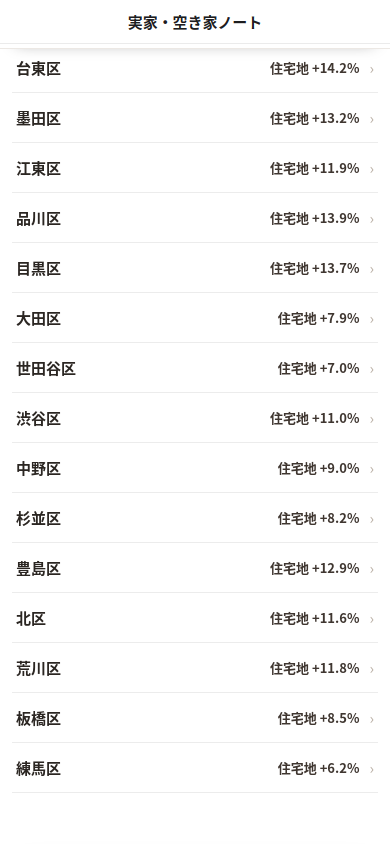 実家・空き家ノート
台東区 住宅地 +14.2% ›
墨田区 住宅地 +13.2% ›
江東区 住宅地 +11.9% ›
品川区 住宅地 +13.9% ›
目黒区 住宅地 +13.7% ›
大田区 住宅地 +7.9% ›
世田谷区 住宅地 +7.0% ›
渋谷区 住宅地 +11.0% ›
中野区 住宅地 +9.0% ›
杉並区 住宅地 +8.2% ›
豊島区 住宅地 +12.9% ›
北区 住宅地 +11.6% ›
荒川区 住宅地 +11.8% ›
板橋区 住宅地 +8.5% ›
練馬区 住宅地 +6.2% ›